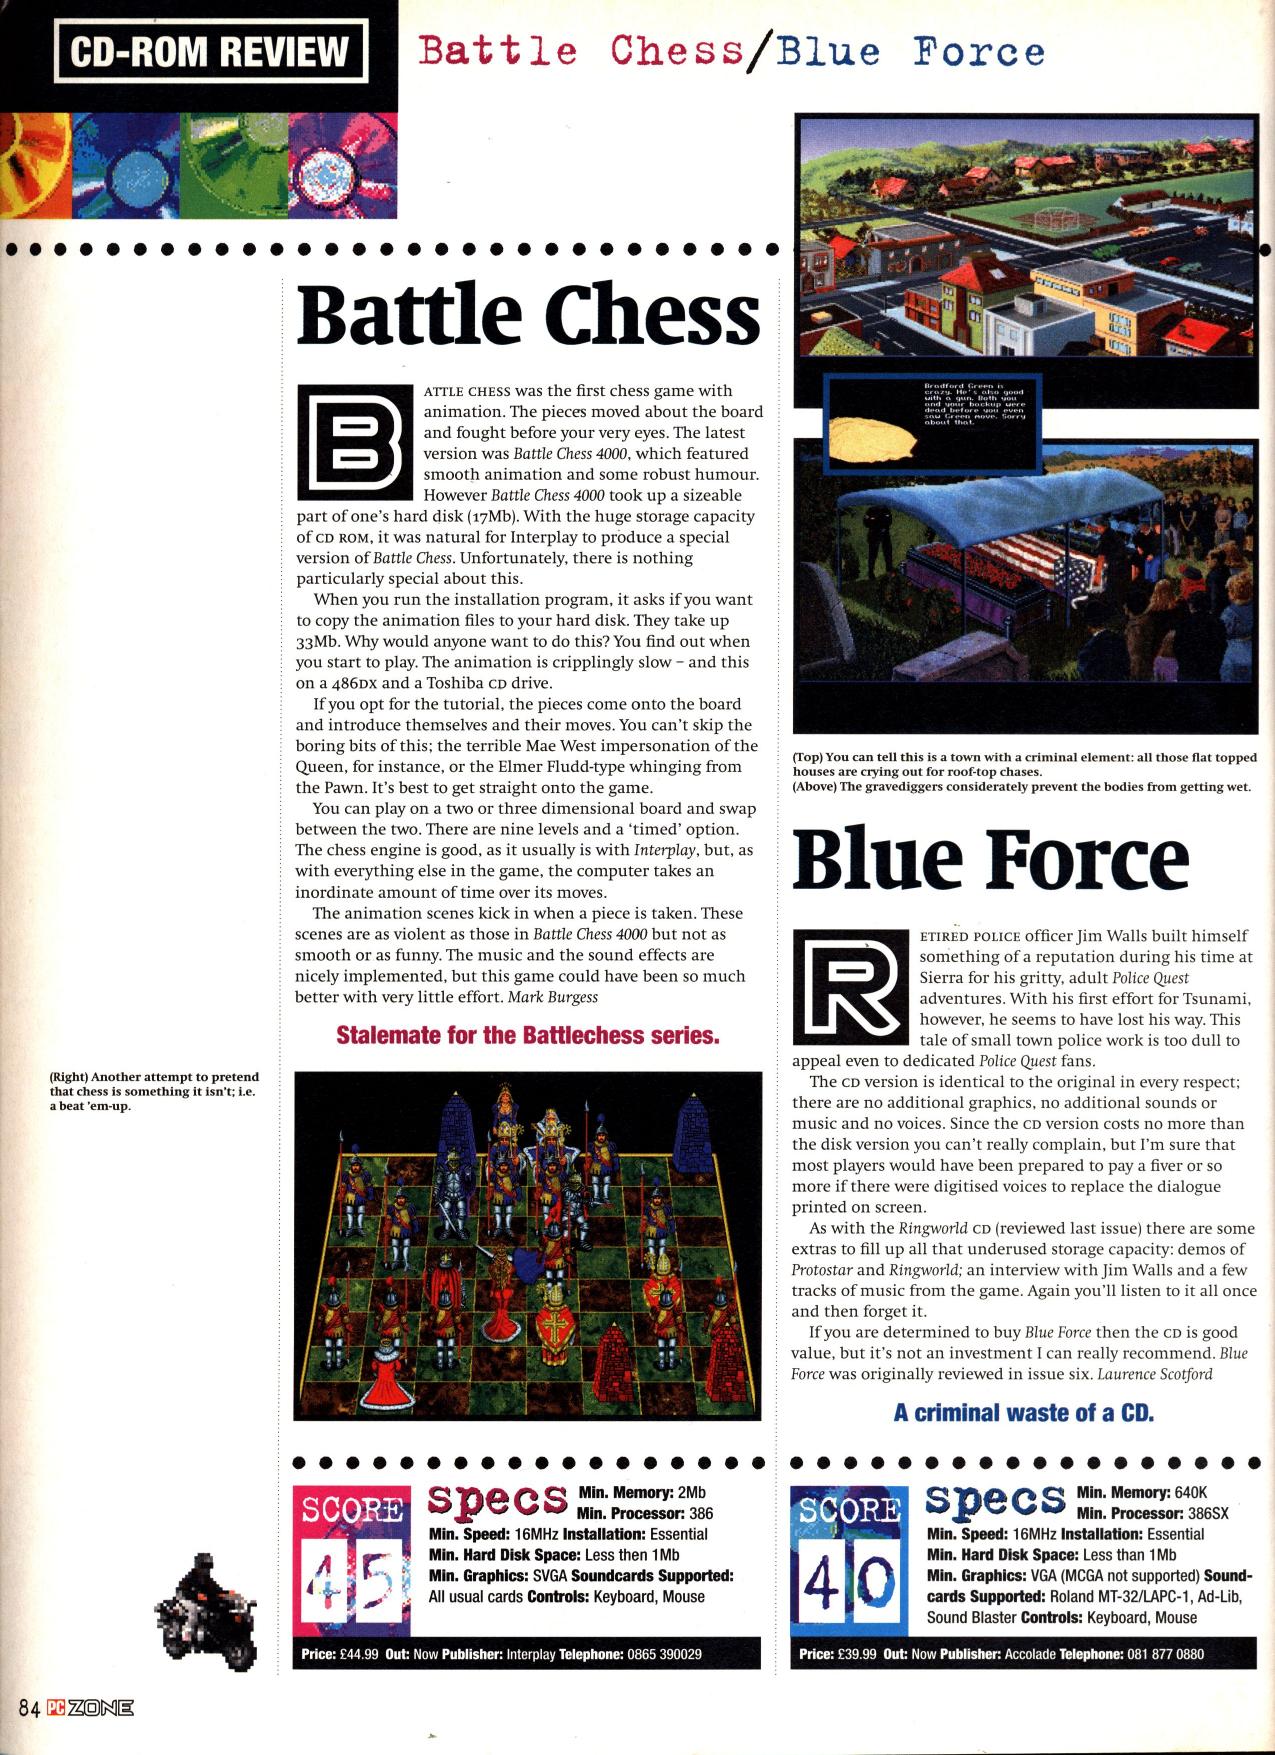 CD-ROM REVIEW
Battle Chess/Blue Force
Battle Chess
B
ATTLE CHESS was the first chess game with
animation. The pieces moved about the board
and fought before your very eyes. The latest
version was Battle Chess 4000, which featured
smooth animation and some robust humour.
However Battle Chess 4000 took up a sizeable
part of one's hard disk (17Mb). With the huge storage capacity
of CD ROM, it was natural for Interplay to produce a special
version of Battle Chess. Unfortunately, there is nothing
particularly special about this.
When you run the installation program, it asks if you want
to copy the animation files to your hard disk. They take up
33Mb. Why would anyone want to do this? You find out when
you start to play. The animation is cripplingly slow – and this
on a 486DX and a Toshiba CD drive.
If you opt for the tutorial, the pieces come onto the board
and introduce themselves and their moves. You can't skip the
boring bits of this; the terrible Mae West impersonation of the
Queen, for instance, or the Elmer Fludd-type whinging from
the Pawn. It's best to get straight onto the game.
You can play on a two or three dimensional board and swap
between the two. There are nine levels and a 'timed' option.
The chess engine is good, as it usually is with Interplay, but, as
with everything else in the game, the computer takes an
inordinate amount of time over its moves.
The animation scenes kick in when a piece is taken. These
scenes are as violent as those in Battle Chess 4000 but not as
smooth or as funny. The music and the sound effects are
nicely implemented, but this game could have been so much
better with very little effort. Mark Burgess
Stalemate for the Battlechess series.
(Right) Another attempt to pretend
that chess is something it isn't; i.e.
a beat 'em-up.
SCORE
45
specs Min. Memory: 2Mb
Min. Processor: 386
Min. Speed: 16MHz Installation: Essential
Min. Hard Disk Space: Less then 1Mb
Min. Graphics: SVGA Soundcards Supported:
All usual cards Controls: Keyboard, Mouse
Price: £44.99 Out: Now Publisher: Interplay Telephone: 0865 390029
Bradford Green is
crazy. He's also good
with a gun. Both you
and your backup were
dead before you even
saw Green move. Sorry
about that.
(Top) You can tell this is a town with a criminal element: all those flat topped
houses are crying out for roof-top chases.
(Above) The gravediggers considerately prevent the bodies from getting wet.
Blue Force
R
ETIRED POLICE officer Jim Walls built himself
something of a reputation during his time at
Sierra for his gritty, adult Police Quest
adventures. With his first effort for Tsunami,
however, he seems to have lost his way. This
tale of small town police work is too dull to
appeal even to dedicated Police Quest fans.
The CD version is identical to the original in every respect;
there are no additional graphics, no additional sounds or
music and no voices. Since the CD version costs no more than
the disk version you can't really complain, but I'm sure that
most players would have been prepared to pay a fiver or so
more if there were digitised voices to replace the dialogue
printed on screen.
As with the Ringworld CD (reviewed last issue) there are some
extras to fill up all that underused storage capacity: demos of
Protostar and Ringworld; an interview with Jim Walls and a few
tracks of music from the game. Again you'll listen to it all once
and then forget it.
If you are determined to buy Blue Force then the CD is good
value, but it's not an investment I can really recommend. Blue
Force was originally reviewed in issue six. Laurence Scotford
A criminal waste of a CD.
SCORE
40
specs Min. Memory: 640K
Min. Processor: 386SX
Min. Speed: 16MHz Installation: Essential
Min. Hard Disk Space: Less than 1Mb
Min. Graphics: VGA (MCGA not supported) Sound-
cards Supported: Roland MT-32/LAPC-1, Ad-Lib,
Sound Blaster Controls: Keyboard, Mouse
Price: £39.99 Out: Now Publisher: Accolade Telephone: 081 877 0880
84 PC ZONE